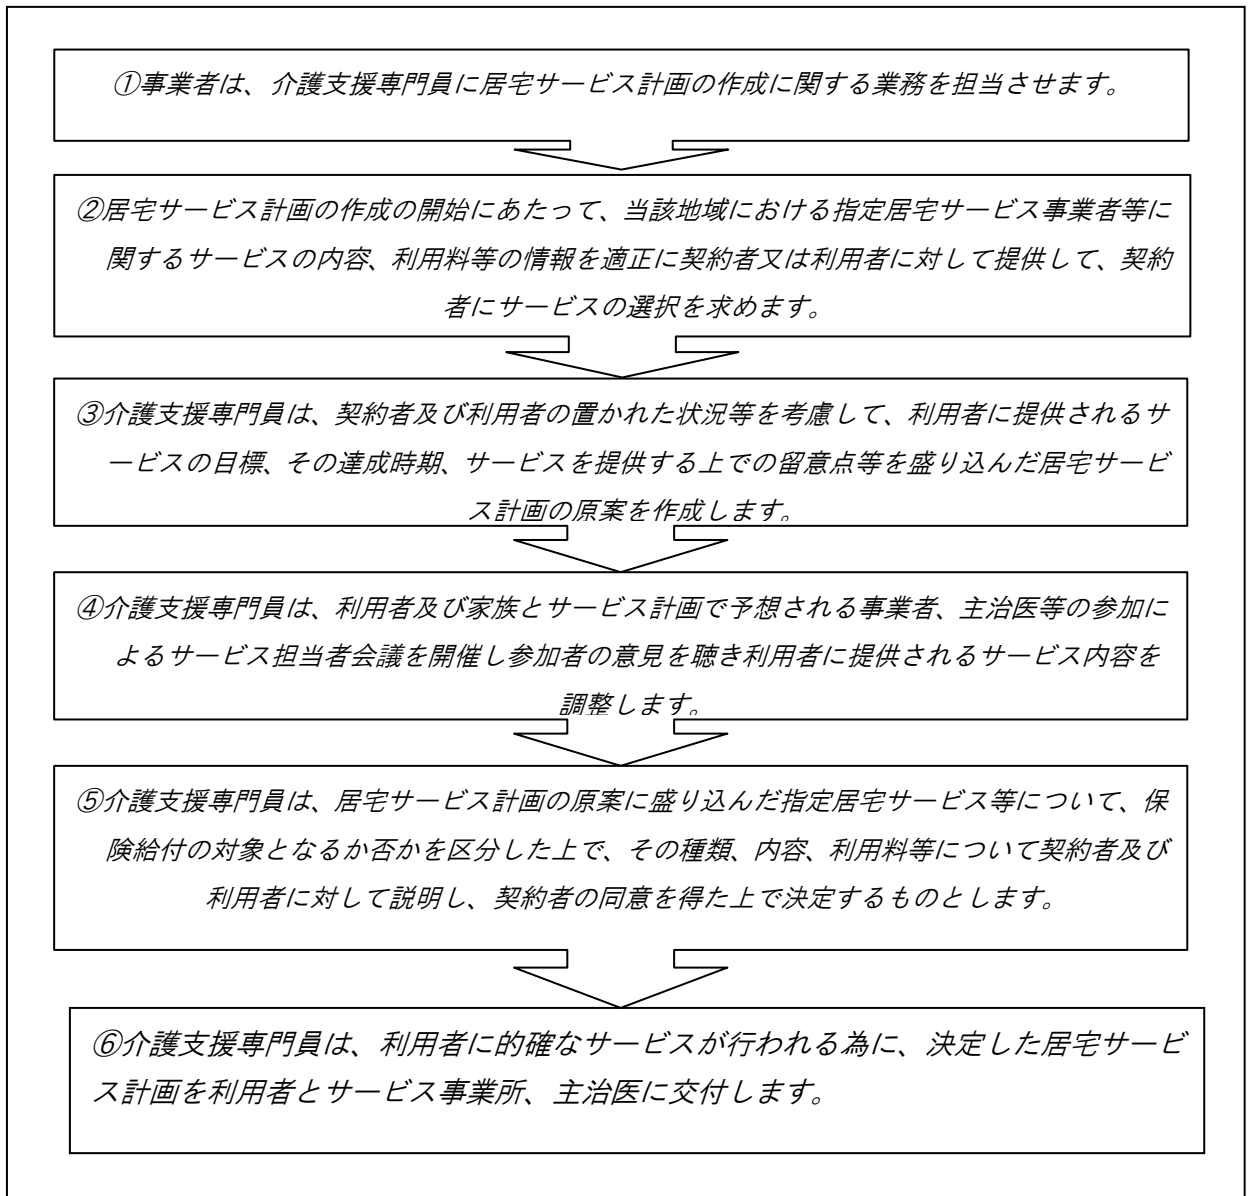 ①事業者は、介護支援専門員に居宅サービス計画の作成に関する業務を担当させます。
②居宅サービス計画の作成の開始にあたって、当該地域における指定居宅サービス事業者等に
関するサービスの内容、利用料等の情報を適正に契約者又は利用者に対して提供して、契約
者にサービスの選択を求めます。
③介護支援専門員は、契約者及び利用者の置かれた状況等を考慮して、利用者に提供されるサ
ービスの目標、その達成時期、サービスを提供する上での留意点等を盛り込んだ居宅サービ
ス計画の原案を作成します。
④介護支援専門員は、利用者及び家族とサービス計画で予想される事業者、主治医等の参加に
よるサービス担当者会議を開催し参加者の意見を聴き利用者に提供されるサービス内容を
調整します。
⑤介護支援専門員は、居宅サービス計画の原案に盛り込んだ指定居宅サービス等について、保
険給付の対象となるか否かを区分した上で、その種類、内容、利用料等について契約者及び
利用者に対して説明し、契約者の同意を得た上で決定するものとします。
⑥介護支援専門員は、利用者に的確なサービスが行われる為に、決定した居宅サービ
ス計画を利用者とサービス事業所、主治医に交付します。